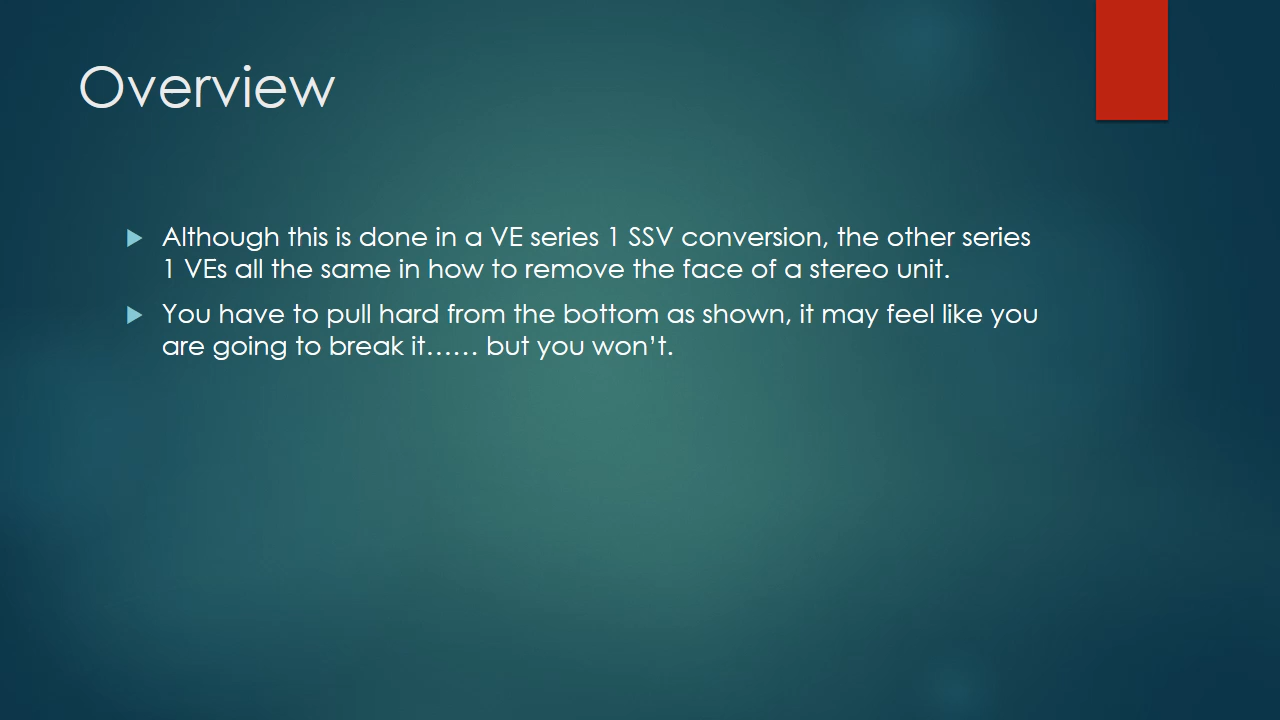 Overview
Although this is done in a VE series 1 SSV conversion, the other series
1 VEs all the same in how to remove the face of a stereo unit.
You have to pull hard from the bottom as shown, it may feel like you
are going to break it…… but you won’t.